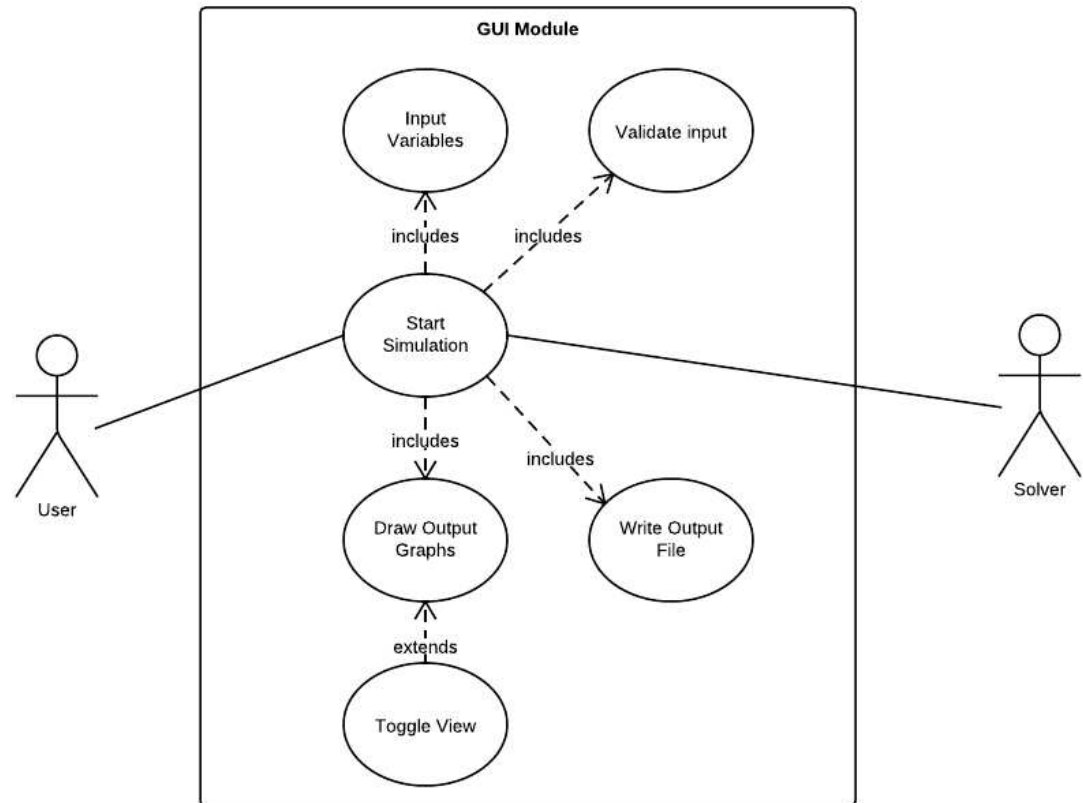 GUI Module
Input
Variables
Validate input
includes
includes
Start
Simulation
User
Solver
includes
includes
Draw Output
Graphs
Write Output
File
extends
Toggle View